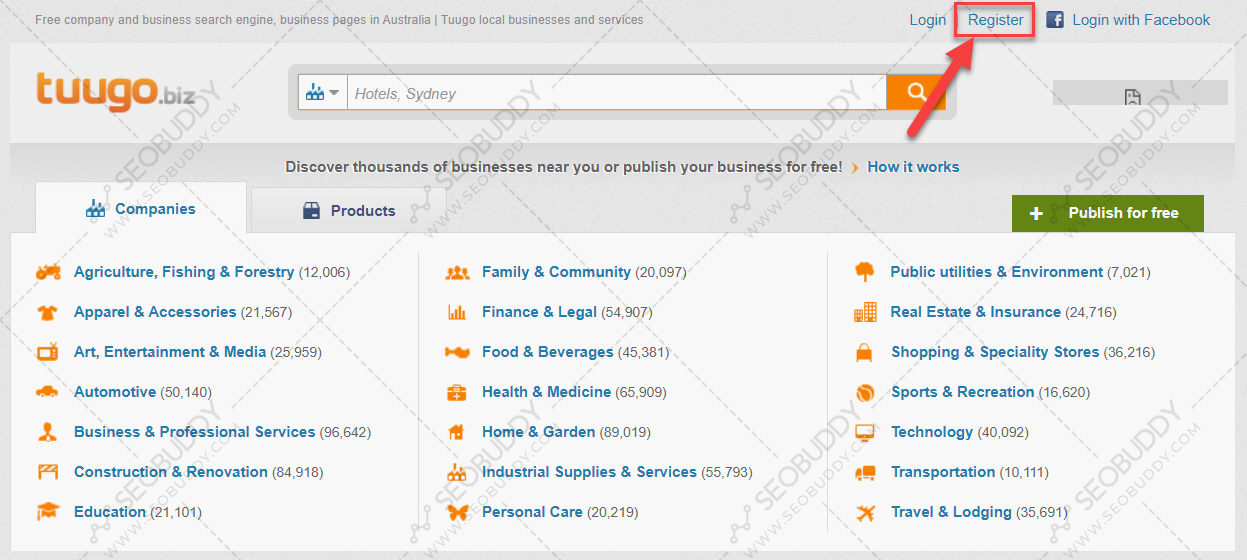 Free company and business search engine, business pages in Australia | Tuugo local businesses and services
Login Register Login with Facebook
tuugo.biz
Hotels, Sydney
Discover thousands of businesses near you or publish your business for free! › How it works
Companies Products + Publish for free
Agriculture, Fishing & Forestry (12,006)
Apparel & Accessories (21,567)
Art, Entertainment & Media (25,959)
Automotive (50,140)
Business & Professional Services (96,642)
Construction & Renovation (84,918)
Education (21,101)
Family & Community (20,097)
Finance & Legal (54,907)
Food & Beverages (45,381)
Health & Medicine (65,909)
Home & Garden (89,019)
Industrial Supplies & Services (55,793)
Personal Care (20,219)
Public utilities & Environment (7,021)
Real Estate & Insurance (24,716)
Shopping & Speciality Stores (36,216)
Sports & Recreation (16,620)
Technology (40,092)
Transportation (10,111)
Travel & Lodging (35,691)
SEOBUDDY
WWW.SEOBUDDY.COM